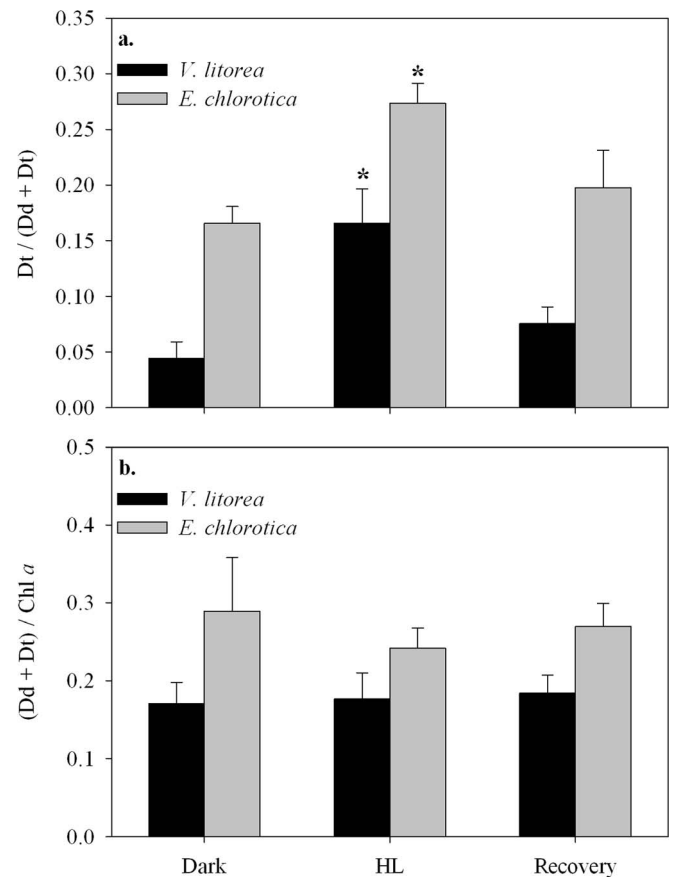 0.35
a.
V. litorea
E. chlorotica
0.30
0.25
0.20
0.15
0.10
0.05
0.00
Dt / (Dd + Dt)
*
*
0.5
b.
V. litorea
E. chlorotica
0.4
0.3
0.2
0.1
0.0
(Dd + Dt) / Chl a
Dark HL Recovery